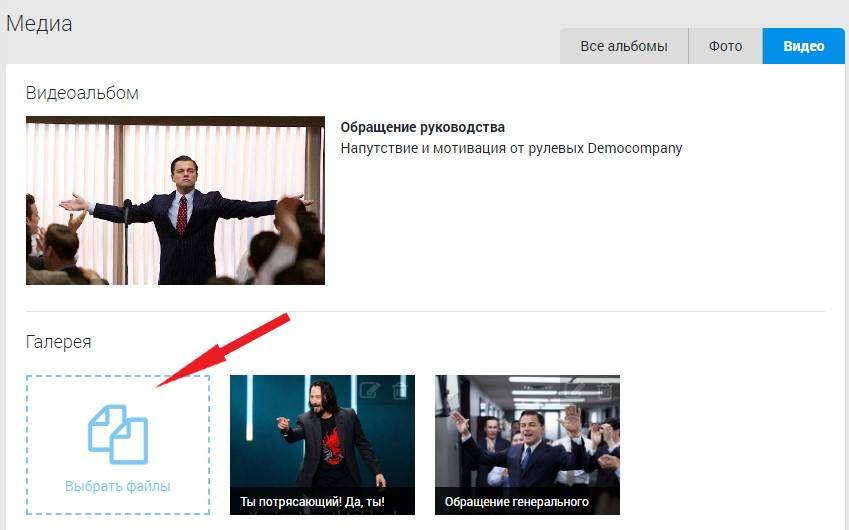 Медиа
Все альбомы
Фото
Видео
Видеоальбом
Обращение руководства
Напутствие и мотивация от рулевых Democompany
Галерея
Выбрать файлы
Ты потрясающий! Да, ты!
Обращение генерального